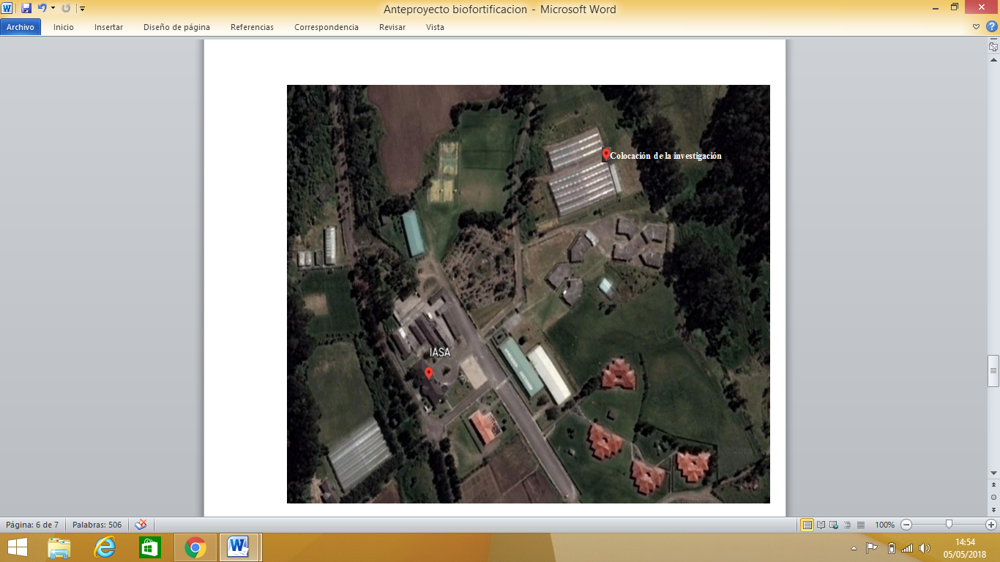 Anteproyecto biofortificacion - Microsoft Word
Archivo Inicio Insertar Diseño de página Referencias Correspondencia Revisar Vista
Colocación de la investigación
IASA
Página: 6 de 7 Palabras: 506 100%
14:54
05/05/2018